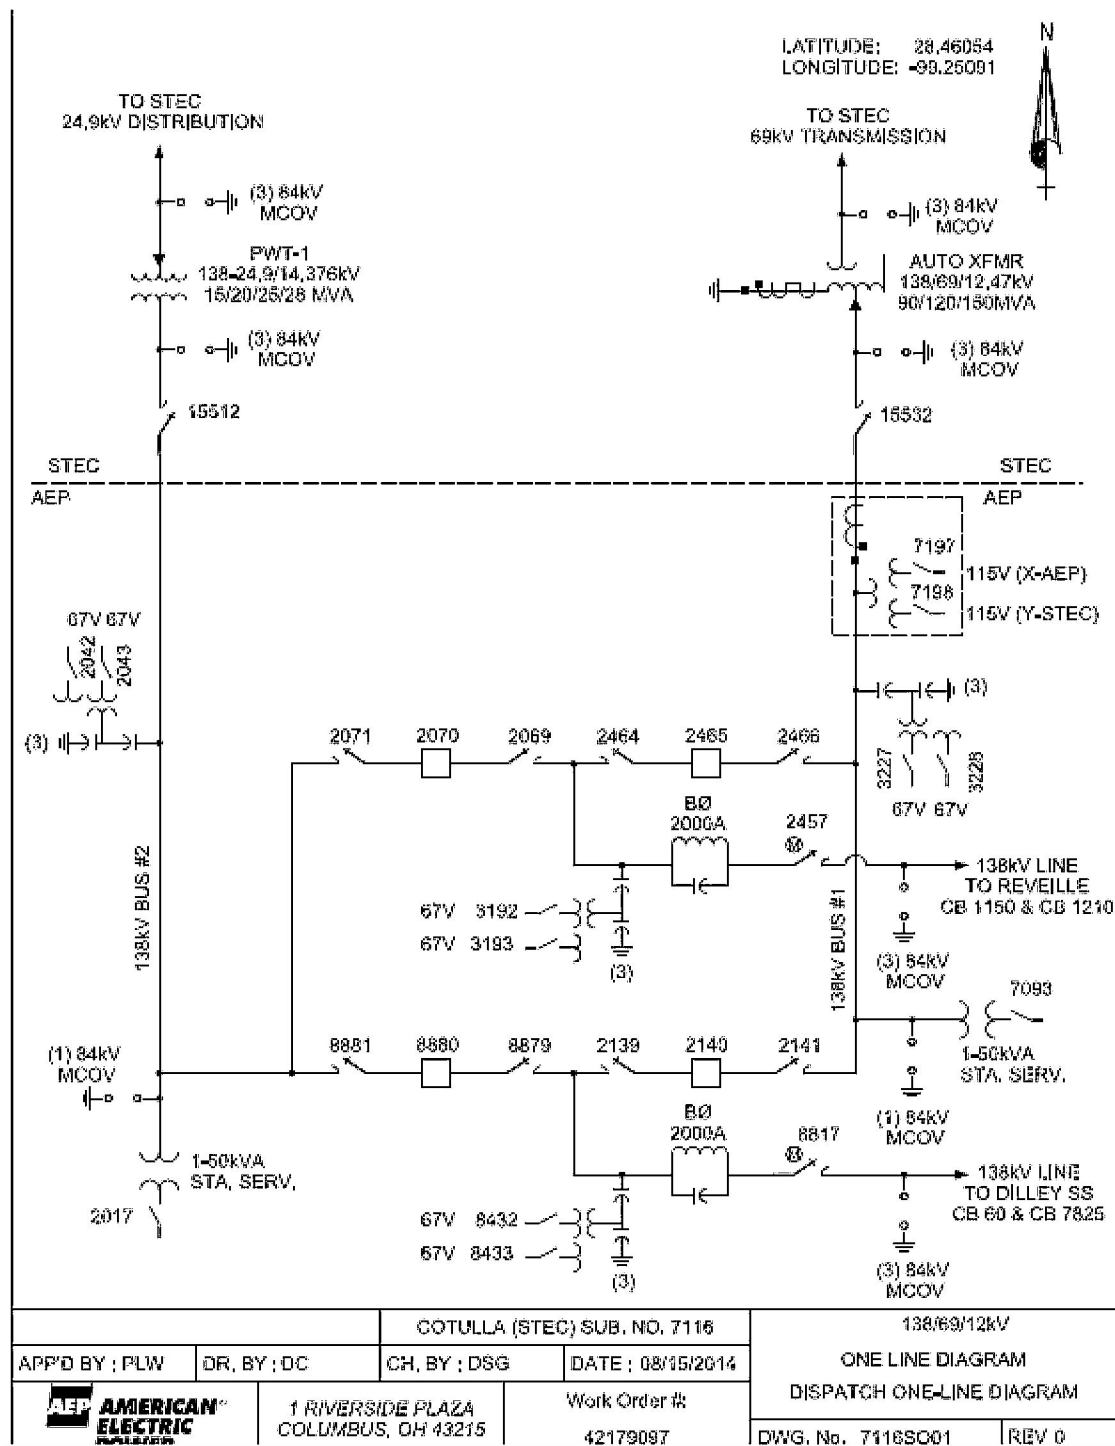 LATITUDE: 28.46054
LONGITUDE: -99.25091
N
TO STEC
24.9kV DISTRIBUTION
(3) 84kV
MCOV
PWT-1
138-24.9/14.376kV
15/20/25/28 MVA
(3) 84kV
MCOV
15512
TO STEC
69kV TRANSMISSION
(3) 84kV
MCOV
AUTO XFMR
138/69/12.47kV
90/120/150MVA
(3) 84kV
MCOV
15532
STEC
STEC
AEP
AEP
7197
115V (X-AEP)
7198
115V (Y-STEC)
67V 67V
2042
2043
(3)
(3)
3227
3228
67V 67V
2071
2070
2069
2464
2465
2466
BØ
2000A
2457
M
138kV LINE
TO REVEILLE
CB 1150 & CB 1210
138kV BUS #2
138kV BUS #1
67V 3192
67V 3193
(3)
(3) 84kV
MCOV
7093
1-50kVA
STA. SERV.
(1) 84kV
MCOV
(1) 84kV
MCOV
8881
8880
8879
2139
2140
2141
BØ
2000A
6817
M
138kV LINE
TO DILLEY SS
CB 60 & CB 7825
1-50kVA
STA. SERV.
2017
67V 8432
67V 8433
(3)
(3) 84kV
MCOV
COTULLA (STEC) SUB. NO. 7116
138/69/12kV
APP'D BY : PLW
DR. BY : DC
CH. BY : DSG
DATE : 08/15/2014
ONE LINE DIAGRAM
DISPATCH ONE-LINE DIAGRAM
AEP AMERICAN
ELECTRIC
POWER
1 RIVERSIDE PLAZA
COLUMBUS, OH 43215
Work Order #:
42179097
DWG. No. 7116SO01
REV 0